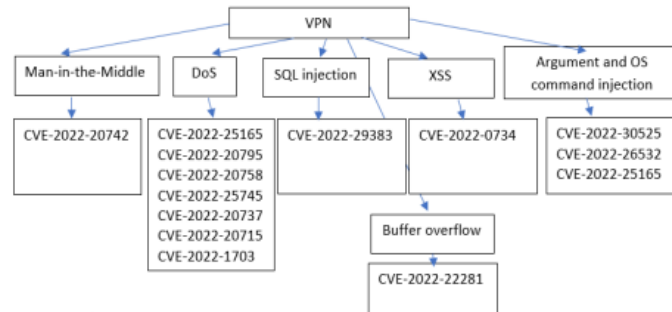 VPN
Man-in-the-Middle
DoS
SQL injection
XSS
Argument and OS
command injection
CVE-2022-20742
CVE-2022-25165
CVE-2022-20795
CVE-2022-20758
CVE-2022-25745
CVE-2022-20737
CVE-2022-20715
CVE-2022-1703
CVE-2022-29383
CVE-2022-0734
CVE-2022-30525
CVE-2022-26532
CVE-2022-25165
Buffer overflow
CVE-2022-22281